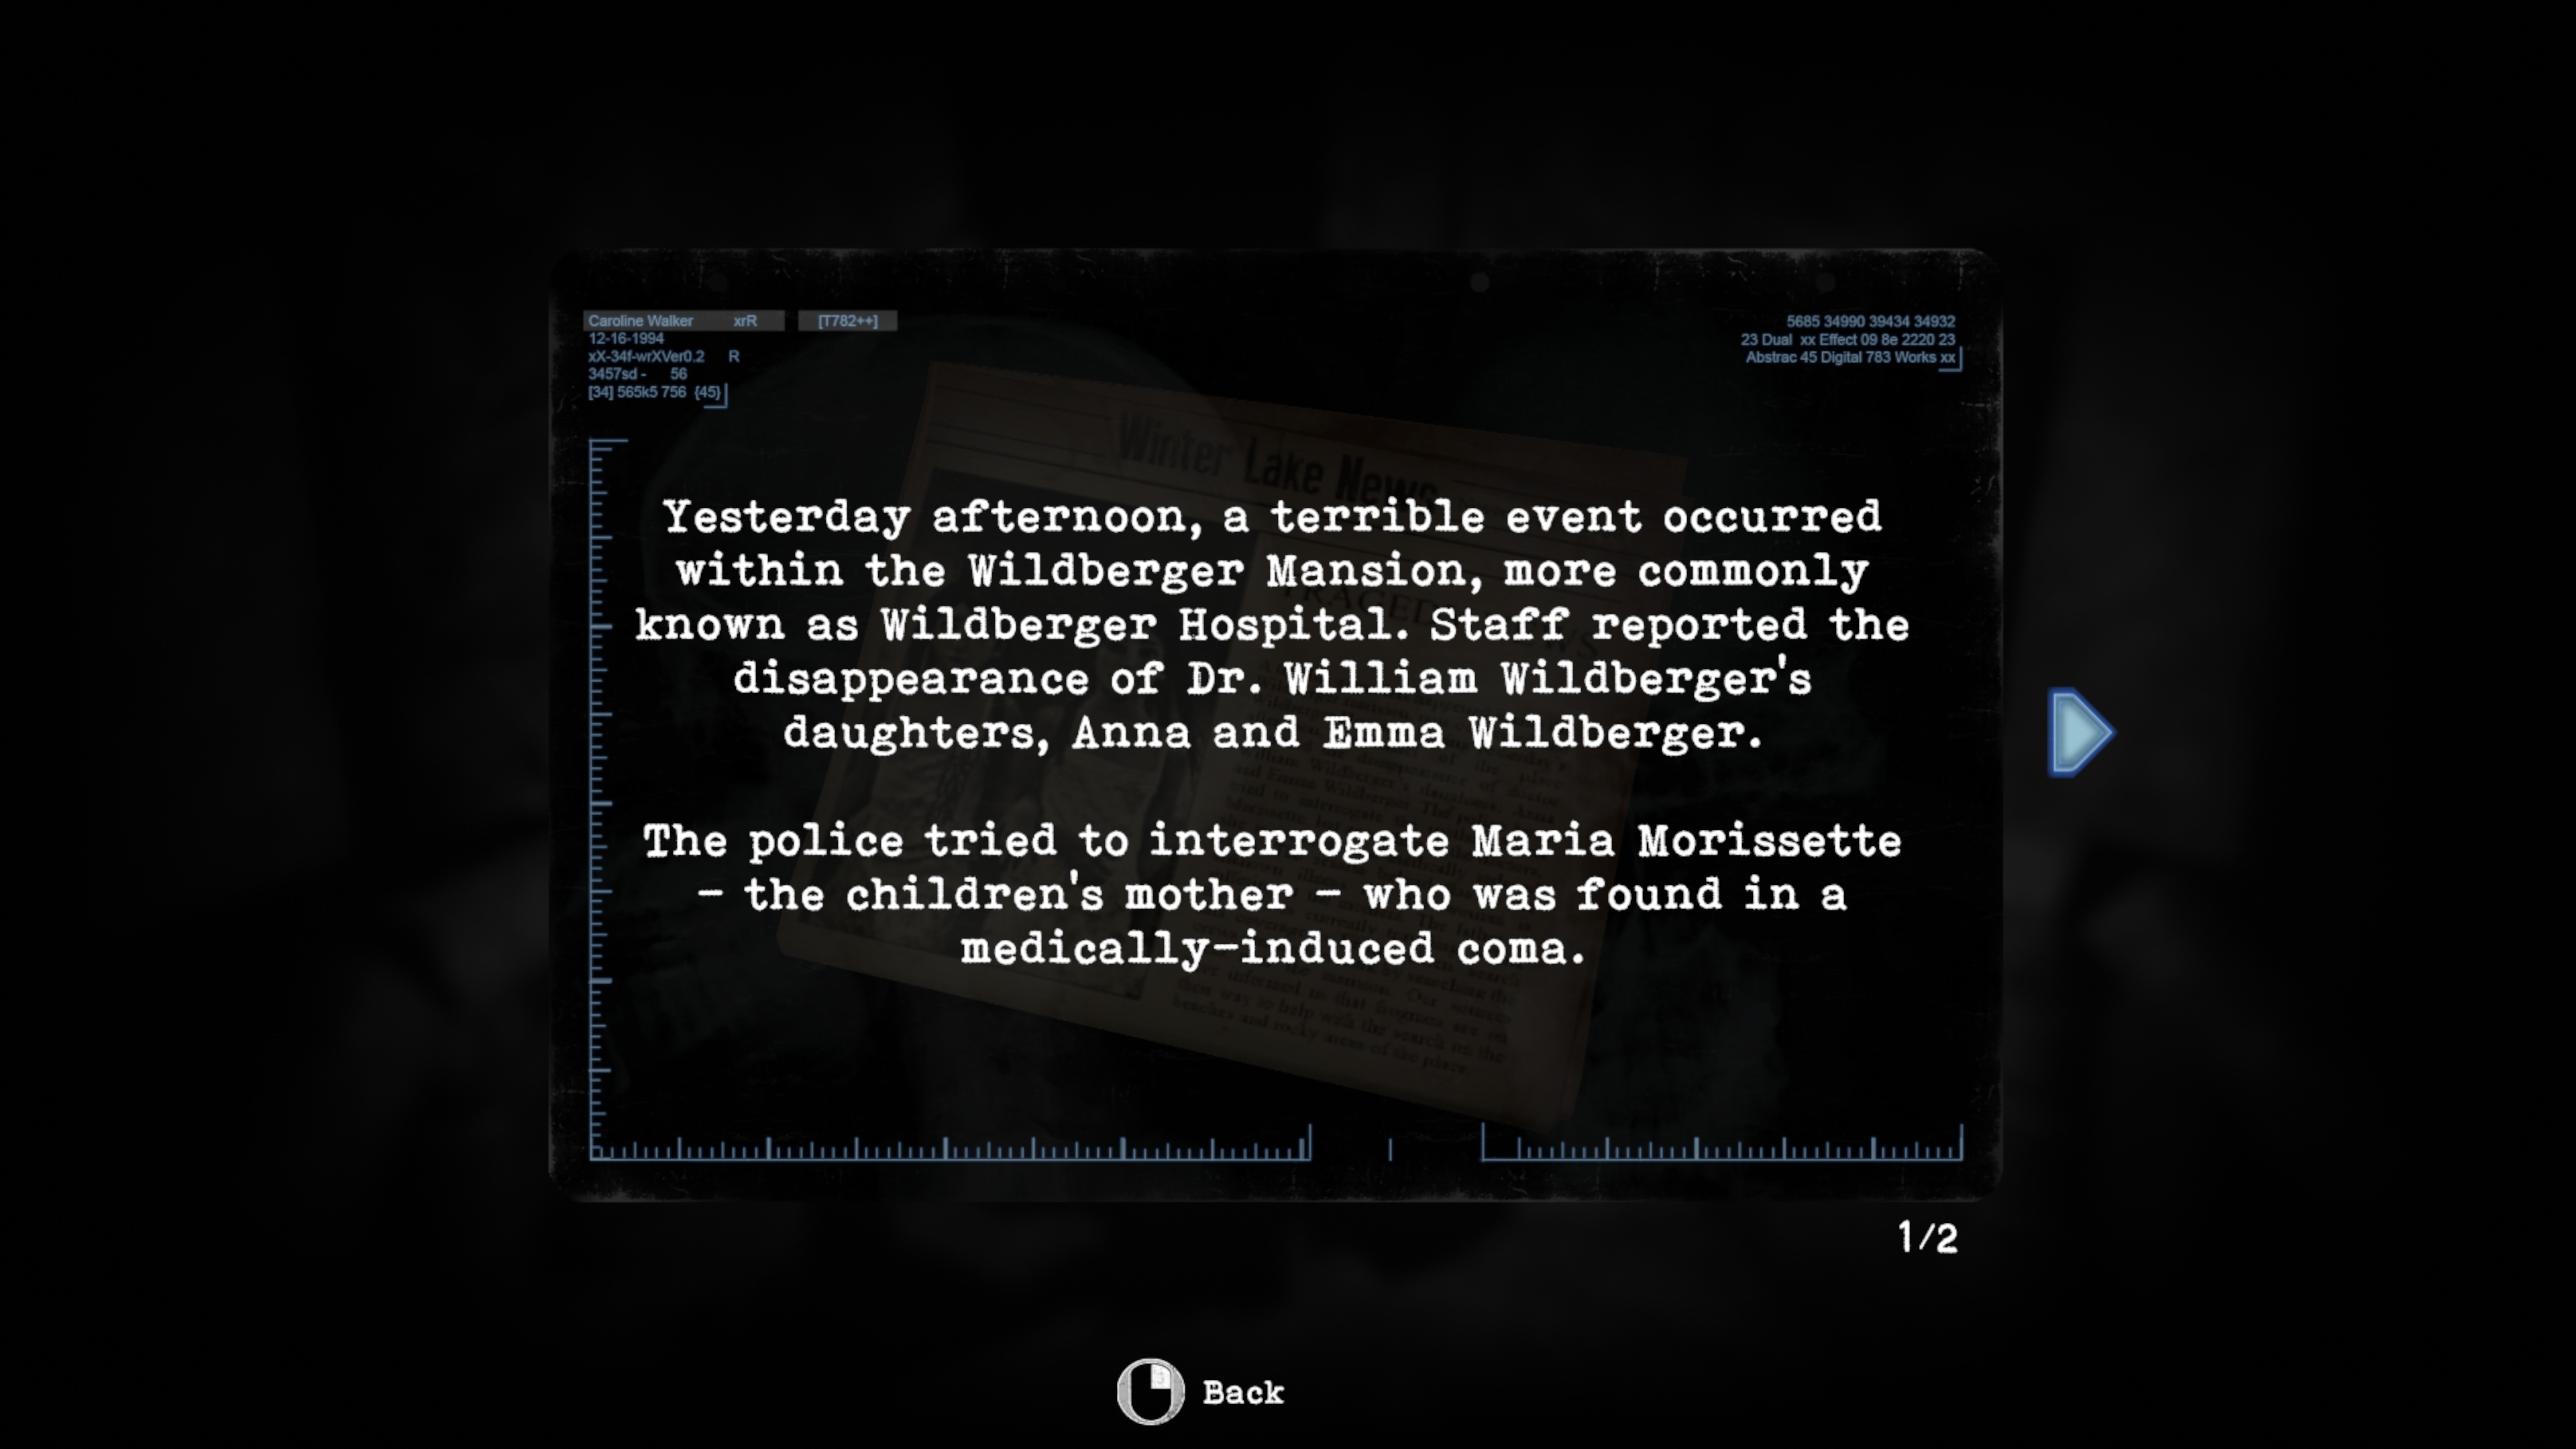 Caroline Walker xrR [T782++]
12-16-1994
xX-34f-wrXVer0.2 R
3457sd - 56
[34] 565k5 756 {45}
5685 34990 39434 34932
23 Dual xx Effect 09 8e 2220 23
Abstrac 45 Digital 783 Works xx
Winter Lake News
Yesterday afternoon, a terrible event occurred
within the Wildberger Mansion, more commonly
known as Wildberger Hospital. Staff reported the
disappearance of Dr. William Wildberger's
daughters, Anna and Emma Wildberger.
The police tried to interrogate Maria Morissette
- the children's mother - who was found in a
medically-induced coma.
1/2
Back